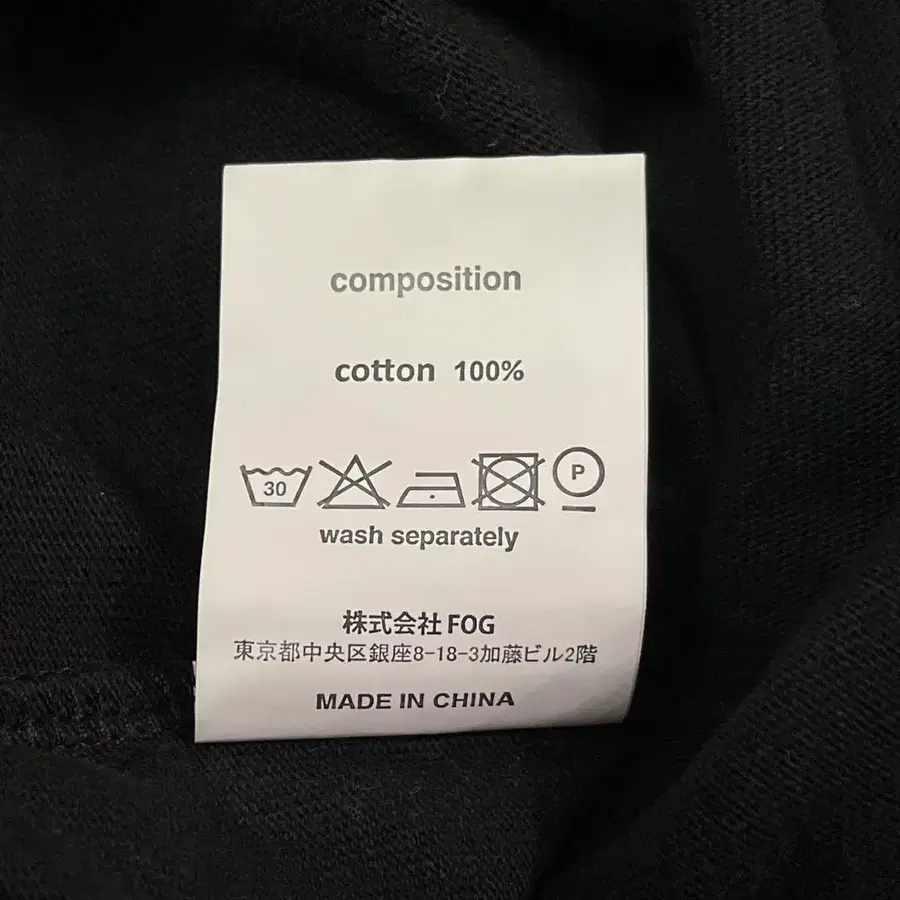 composition
cotton 100%
30 P
wash separately
株式会社 FOG
東京都中央区銀座8-18-3加藤ビル2階
MADE IN CHINA